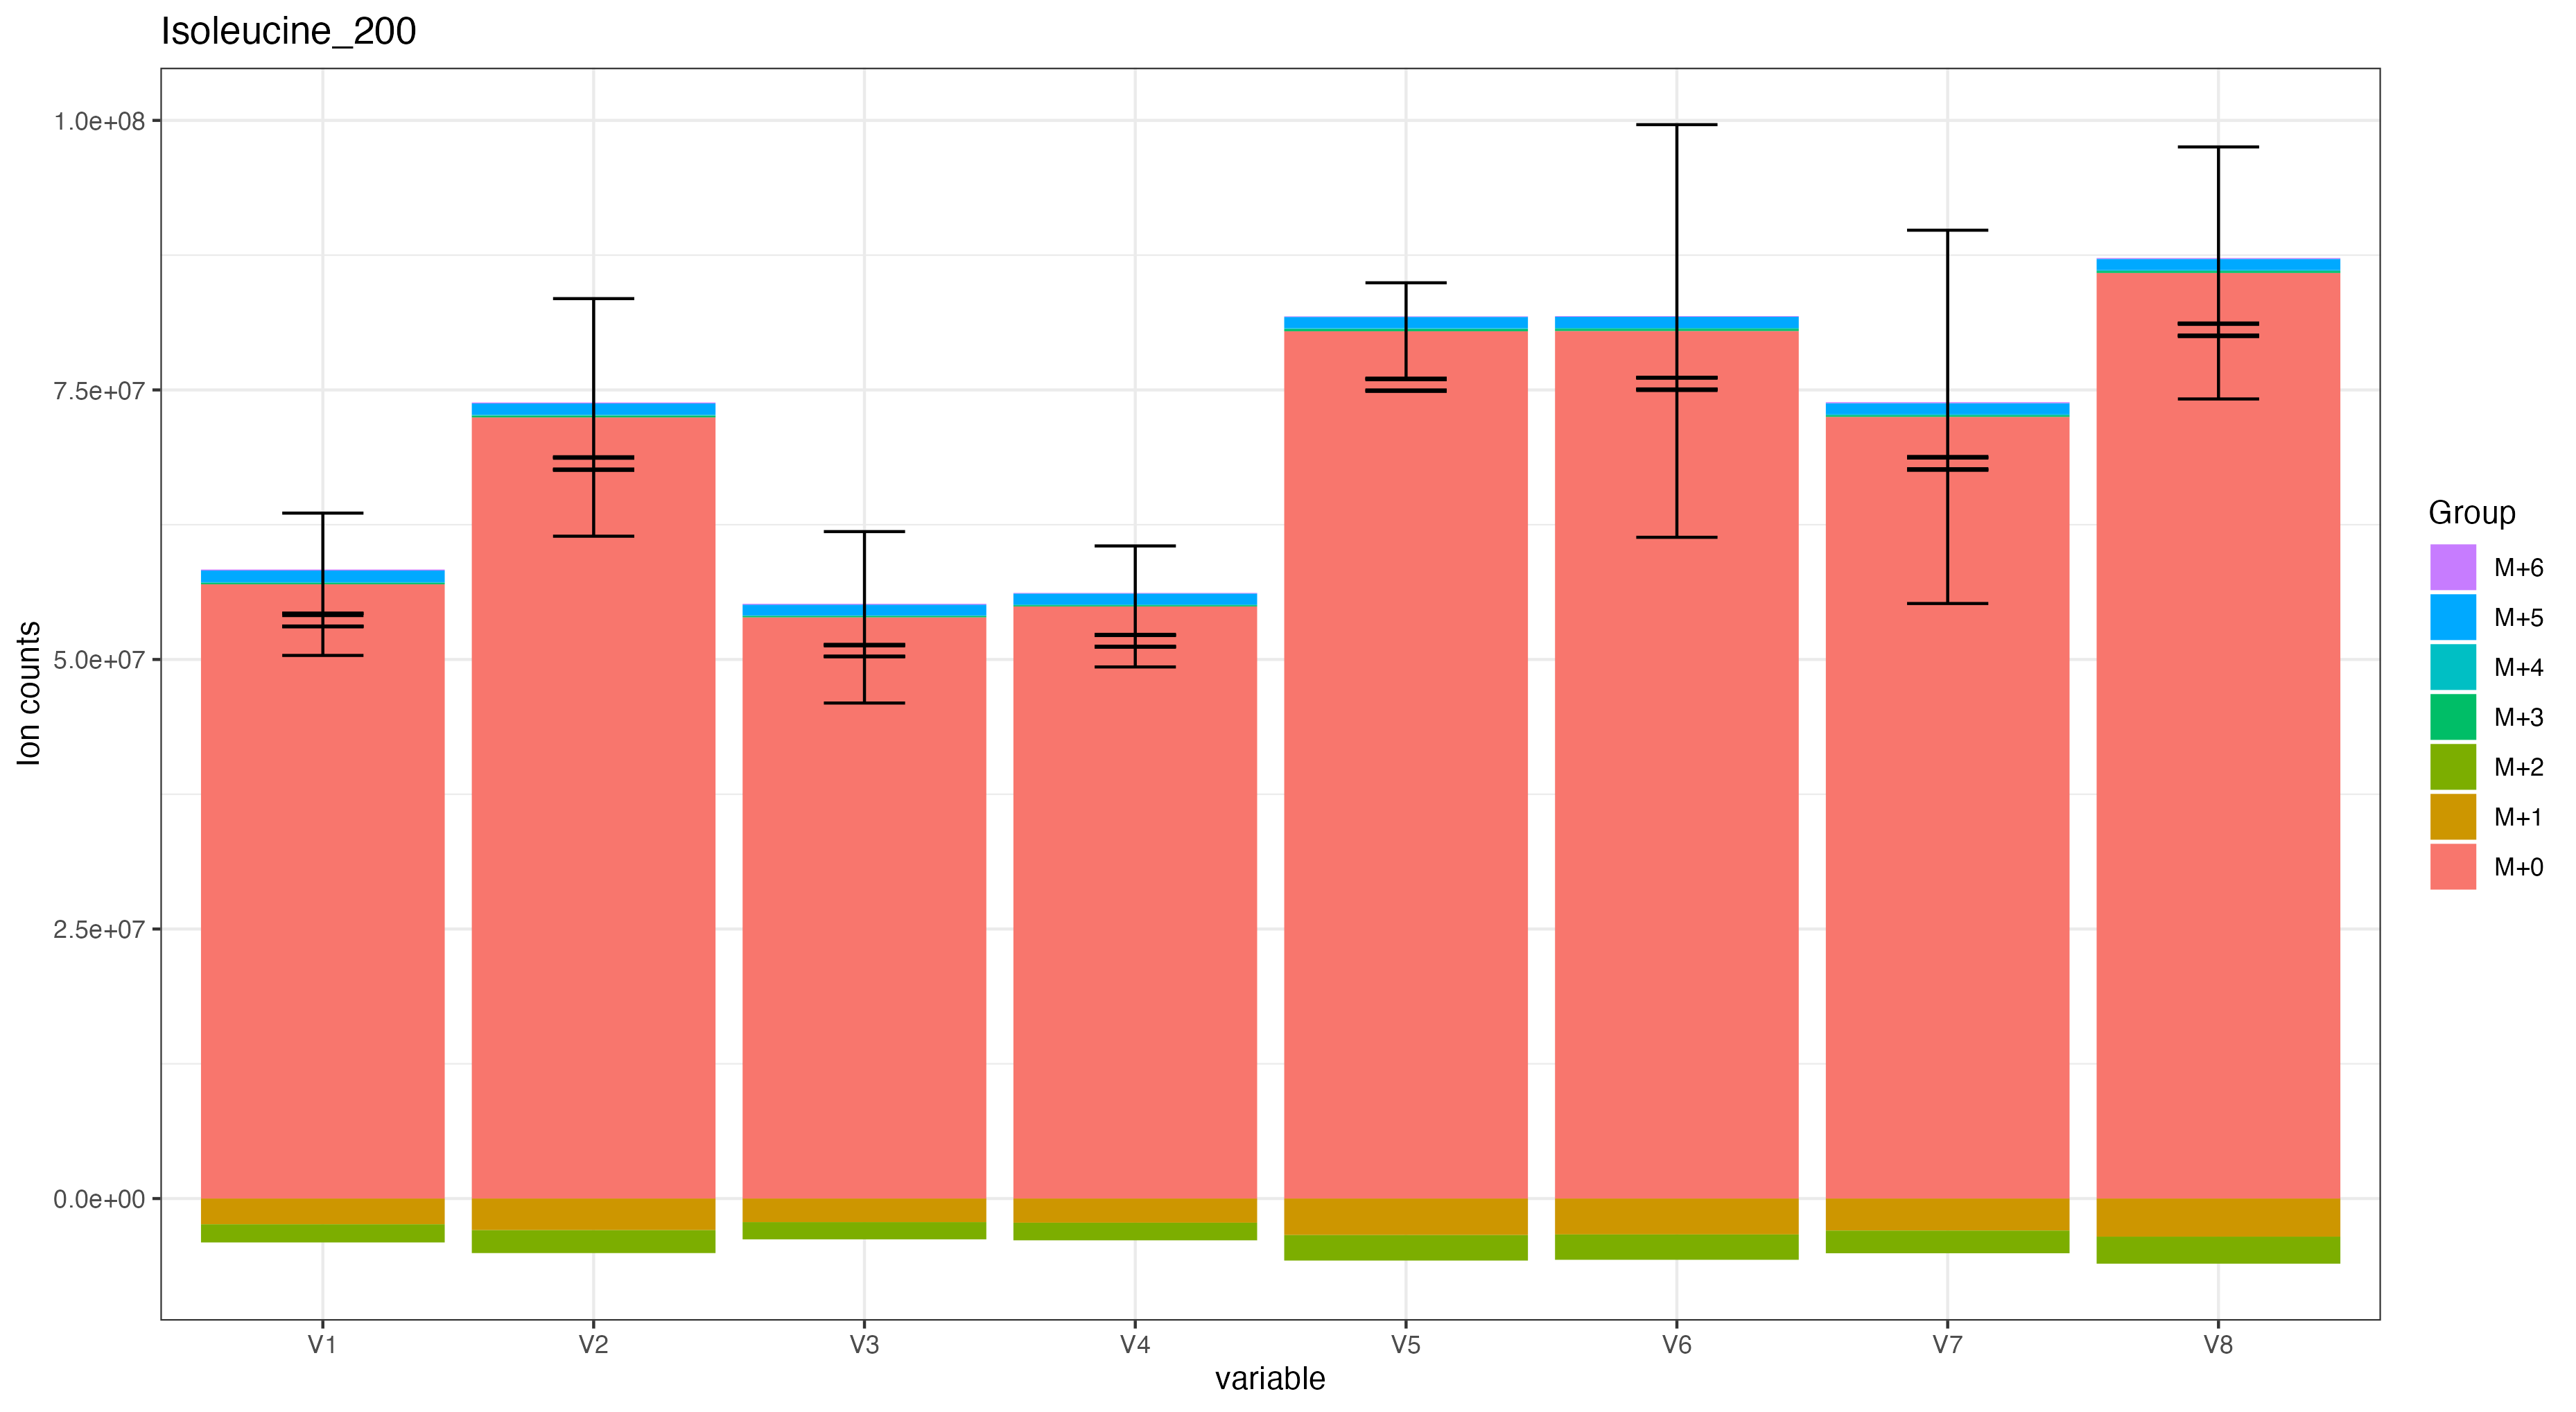 Isoleucine_200
1.0e+08
7.5e+07
5.0e+07
2.5e+07
0.0e+00
Ion counts
V1 V2 V3 V4 V5 V6 V7 V8
variable
Group
M+6
M+5
M+4
M+3
M+2
M+1
M+0